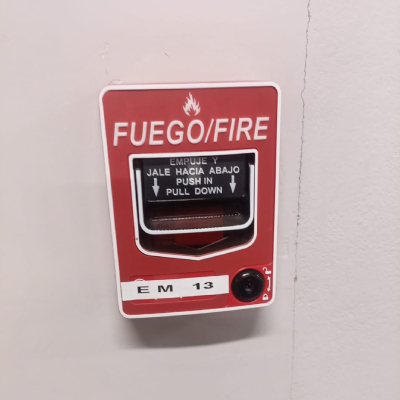 FUEGO/FIRE
EMPUJE Y
JALE HACIA ABAJO
PUSH IN
PULL DOWN
EM 13